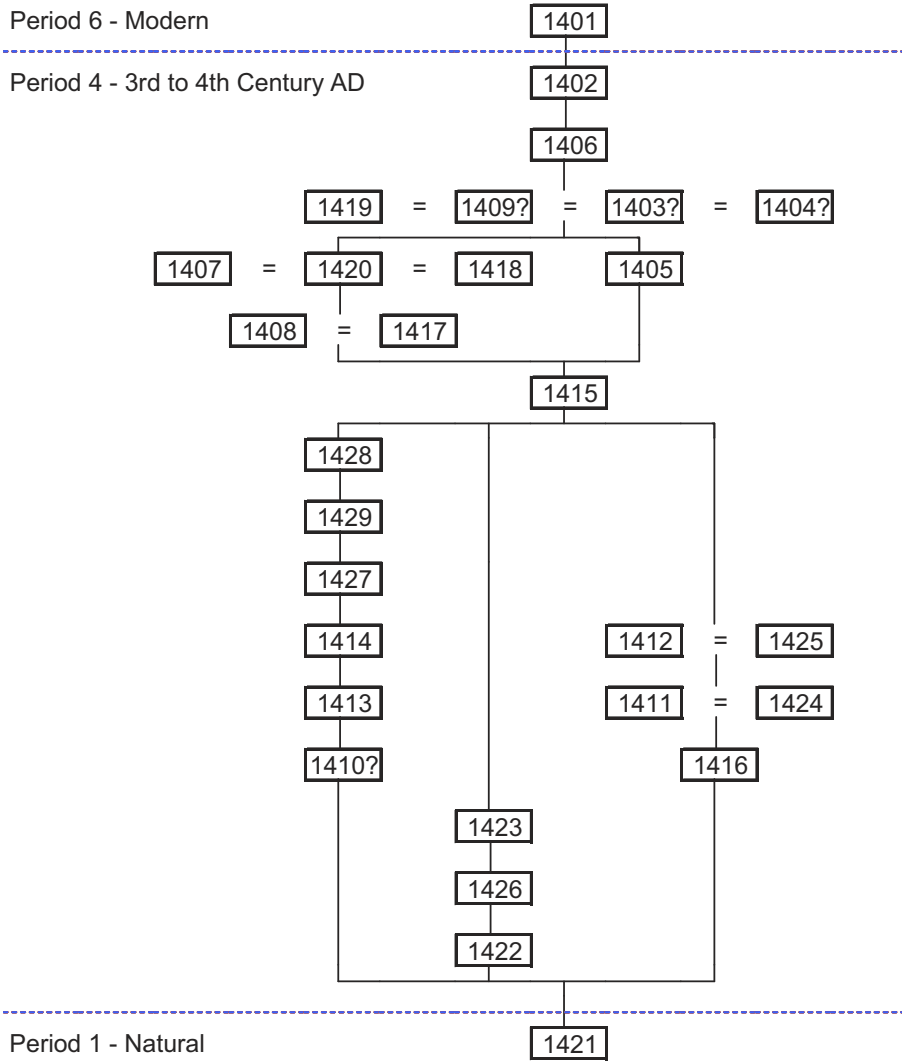 Period 6 - Modern 1401
Period 4 - 3rd to 4th Century AD 1402
1406
1419 = 1409? = 1403? = 1404?
1407 = 1420 = 1418 1405
1408 = 1417
1415
1428
1429
1427
1414 1412 = 1425
1413 1411 = 1424
1410? 1416
1423
1426
1422
Period 1 - Natural 1421